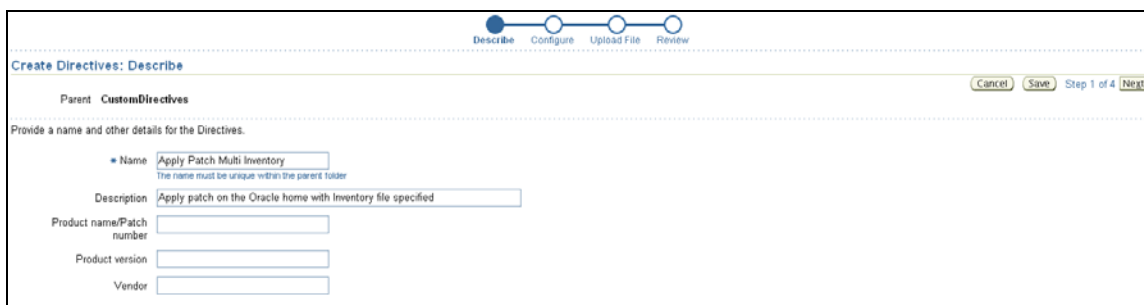 Describe Configure Upload File Review
Create Directives: Describe
Cancel Save Step 1 of 4 Next
Parent CustomDirectives
Provide a name and other details for the Directives.
* Name Apply Patch Multi Inventory
The name must be unique within the parent folder
Description Apply patch on the Oracle home with Inventory file specified
Product name/Patch
number
Product version
Vendor